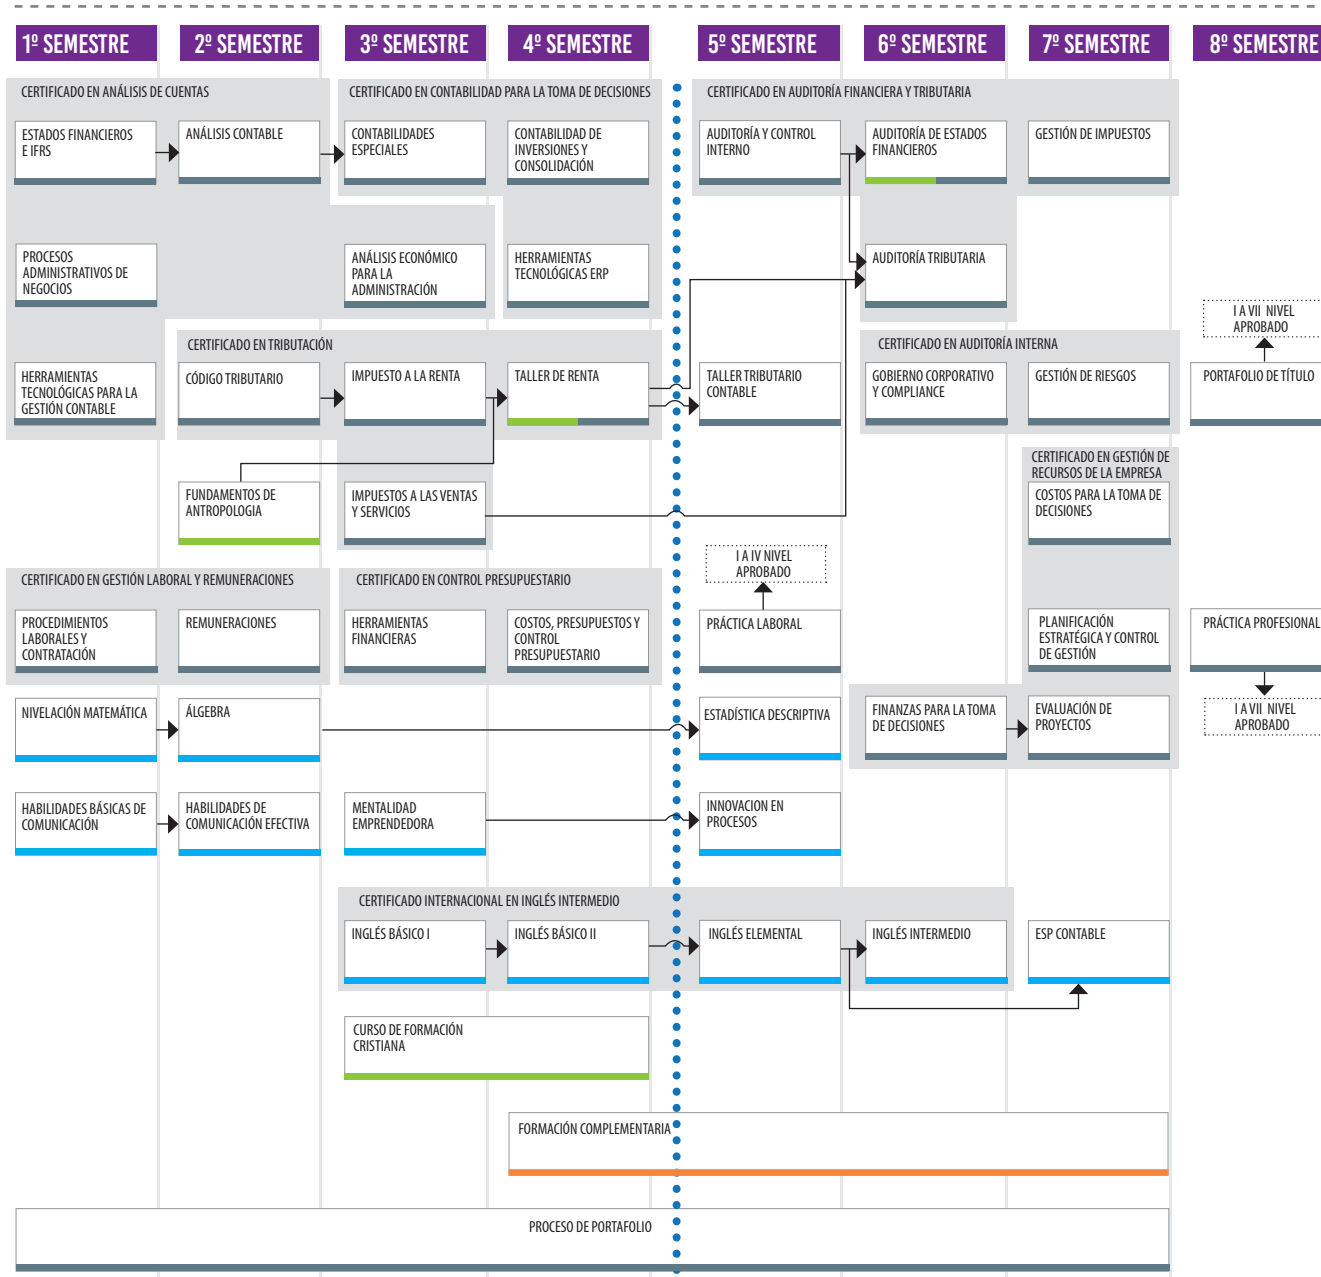 1º SEMESTRE
2º SEMESTRE
3º SEMESTRE
4º SEMESTRE
5º SEMESTRE
6º SEMESTRE
7º SEMESTRE
8º SEMESTRE
CERTIFICADO EN ANÁLISIS DE CUENTAS
CERTIFICADO EN CONTABILIDAD PARA LA TOMA DE DECISIONES
CERTIFICADO EN AUDITORÍA FINANCIERA Y TRIBUTARIA
ESTADOS FINANCIEROS
E IFRS
ANÁLISIS CONTABLE
CONTABILIDADES
ESPECIALES
CONTABILIDAD DE
INVERSIONES Y
CONSOLIDACIÓN
AUDITORÍA Y CONTROL
INTERNO
AUDITORÍA DE ESTADOS
FINANCIEROS
GESTIÓN DE IMPUESTOS
PROCESOS
ADMINISTRATIVOS DE
NEGOCIOS
ANÁLISIS ECONÓMICO
PARA LA
ADMINISTRACIÓN
HERRAMIENTAS
TECNOLÓGICAS ERP
AUDITORÍA TRIBUTARIA
I A VII NIVEL
APROBADO
CERTIFICADO EN TRIBUTACIÓN
CERTIFICADO EN AUDITORÍA INTERNA
HERRAMIENTAS
TECNOLÓGICAS PARA LA
GESTIÓN CONTABLE
CÓDIGO TRIBUTARIO
IMPUESTO A LA RENTA
TALLER DE RENTA
TALLER TRIBUTARIO
CONTABLE
GOBIERNO CORPORATIVO
Y COMPLIANCE
GESTIÓN DE RIESGOS
PORTAFOLIO DE TÍTULO
CERTIFICADO EN GESTIÓN DE
RECURSOS DE LA EMPRESA
FUNDAMENTOS DE
ANTROPOLOGIA
IMPUESTOS A LAS VENTAS
Y SERVICIOS
COSTOS PARA LA TOMA DE
DECISIONES
I A IV NIVEL
APROBADO
CERTIFICADO EN GESTIÓN LABORAL Y REMUNERACIONES
CERTIFICADO EN CONTROL PRESUPUESTARIO
PROCEDIMIENTOS
LABORALES Y
CONTRATACIÓN
REMUNERACIONES
HERRAMIENTAS
FINANCIERAS
COSTOS, PRESUPUESTOS Y
CONTROL
PRESUPUESTARIO
PRÁCTICA LABORAL
PLANIFICACIÓN
ESTRATÉGICA Y CONTROL
DE GESTIÓN
PRÁCTICA PROFESIONAL
NIVELACIÓN MATEMÁTICA
ÁLGEBRA
ESTADÍSTICA DESCRIPTIVA
FINANZAS PARA LA TOMA
DE DECISIONES
EVALUACIÓN DE
PROYECTOS
I A VII NIVEL
APROBADO
HABILIDADES BÁSICAS DE
COMUNICACIÓN
HABILIDADES DE
COMUNICACIÓN EFECTIVA
MENTALIDAD
EMPRENDEDORA
INNOVACION EN
PROCESOS
CERTIFICADO INTERNACIONAL EN INGLÉS INTERMEDIO
INGLÉS BÁSICO I
INGLÉS BÁSICO II
INGLÉS ELEMENTAL
INGLÉS INTERMEDIO
ESP CONTABLE
CURSO DE FORMACIÓN
CRISTIANA
FORMACIÓN COMPLEMENTARIA
PROCESO DE PORTAFOLIO